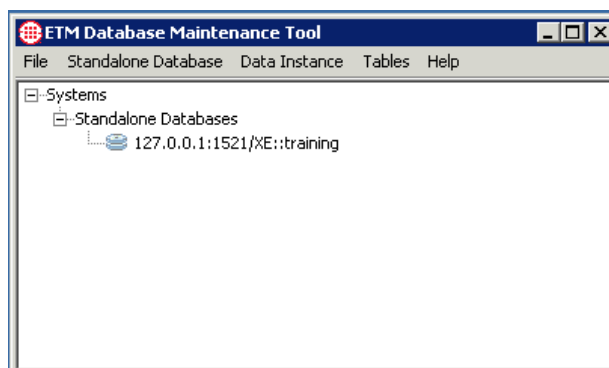 ETM Database Maintenance Tool
File Standalone Database Data Instance Tables Help
Systems
Standalone Databases
127.0.0.1:1521/XE::training